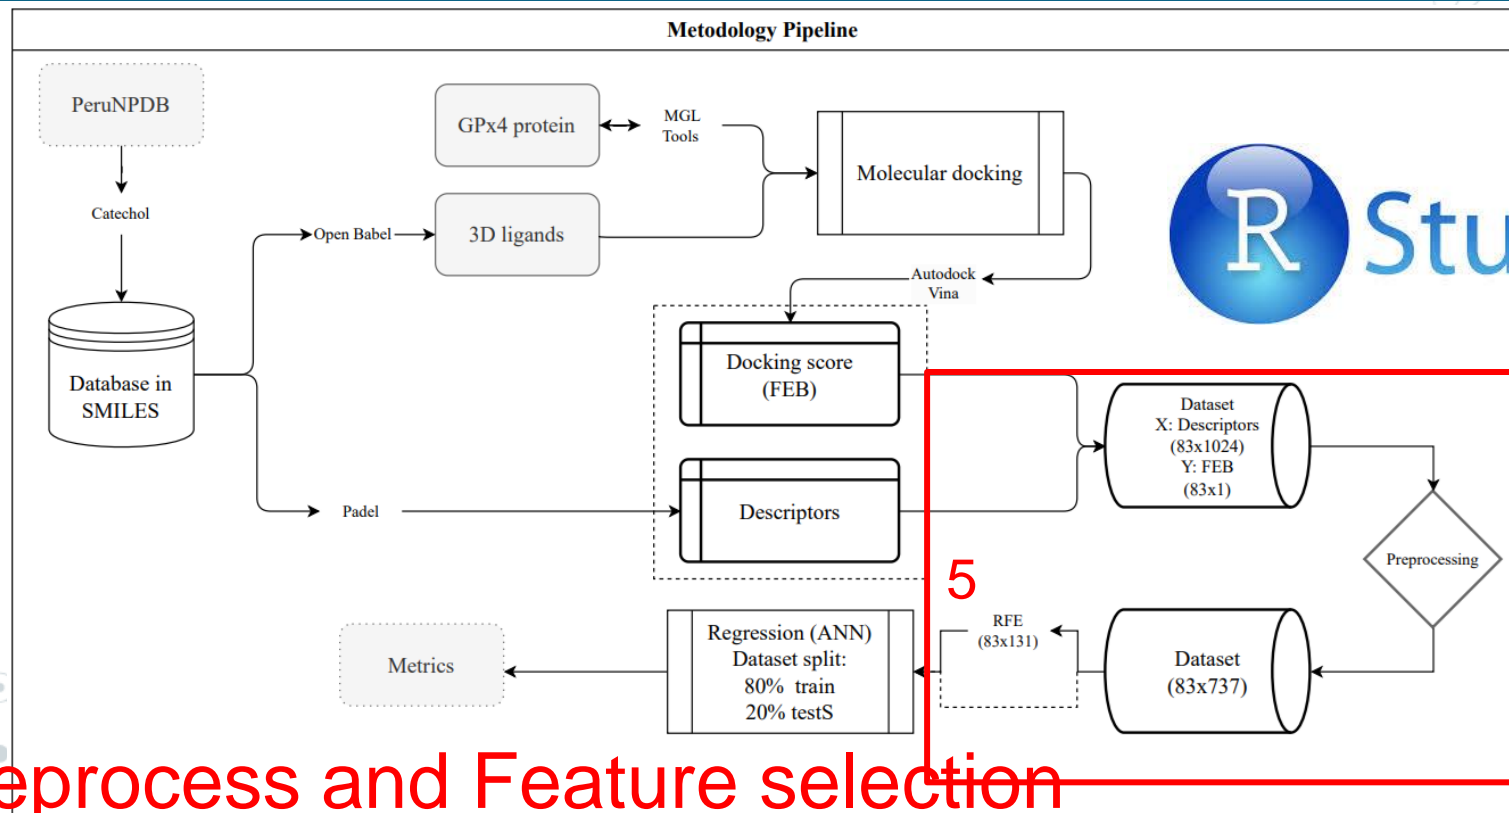 Metodology Pipeline
PeruNPDB
GPx4 protein
MGL
Tools
Molecular docking
Catechol
Open Babel
3D ligands
R Stu
Autodock
Vina
Database in
SMILES
Docking score
(FEB)
Dataset
X: Descriptors
(83x1024)
Y: FEB
(83x1)
Padel
Descriptors
Preprocessing
5
RFE
(83x131)
Dataset
(83x737)
Regression (ANN)
Dataset split:
80% train
20% testS
Metrics
eprocess and Feature selection